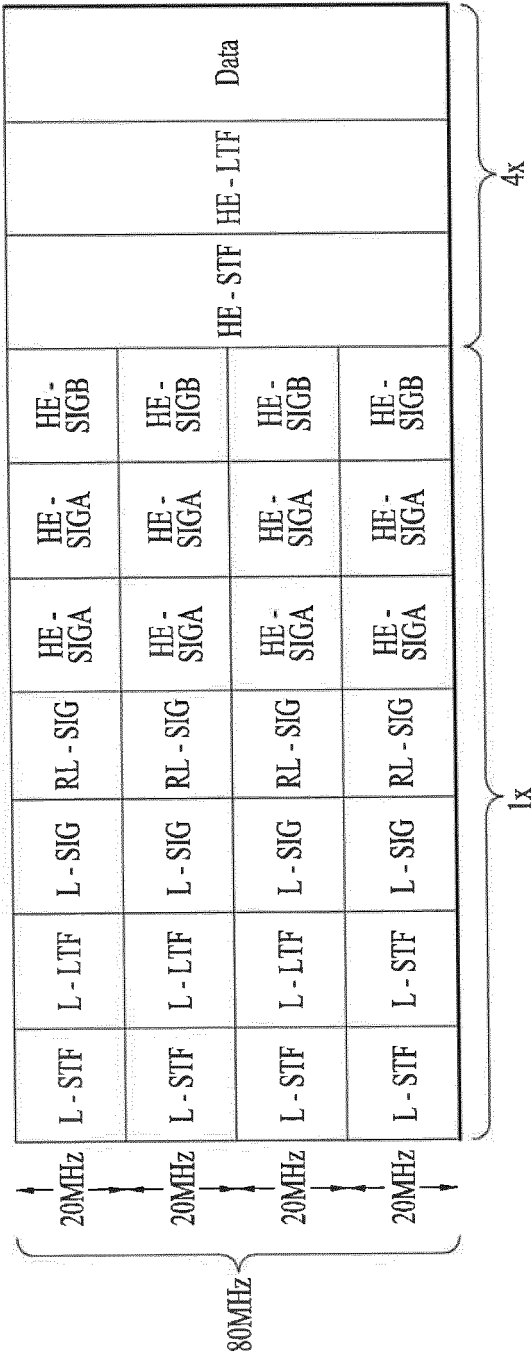 80MHz
20MHz L - STF L - LTF L - SIG RL - SIG HE - SIGA HE - SIGA HE - SIGB HE - STF HE - LTF Data
20MHz L - STF L - LTF L - SIG RL - SIG HE - SIGA HE - SIGA HE - SIGB
20MHz L - STF L - LTF L - SIG RL - SIG HE - SIGA HE - SIGA HE - SIGB
20MHz L - STF L - STF L - SIG RL - SIG HE - SIGA HE - SIGA HE - SIGB
1x 4x